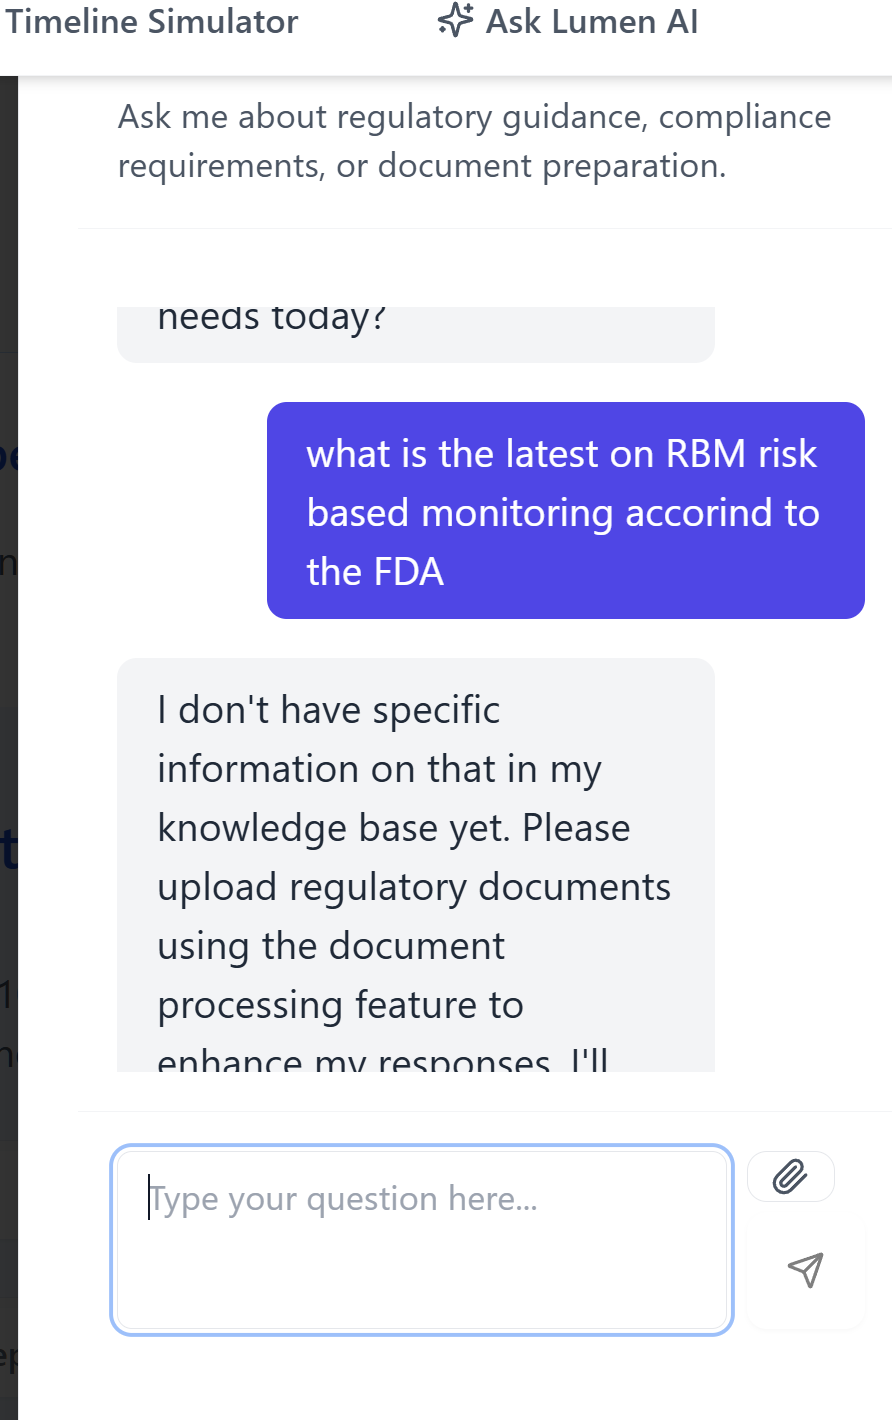 Timeline Simulator
Ask Lumen AI
Ask me about regulatory guidance, compliance
requirements, or document preparation.
needs today?
what is the latest on RBM risk
based monitoring accorind to
the FDA
I don't have specific
information on that in my
knowledge base yet. Please
upload regulatory documents
using the document
processing feature to
enhance my responses. I'll
Type your question here...